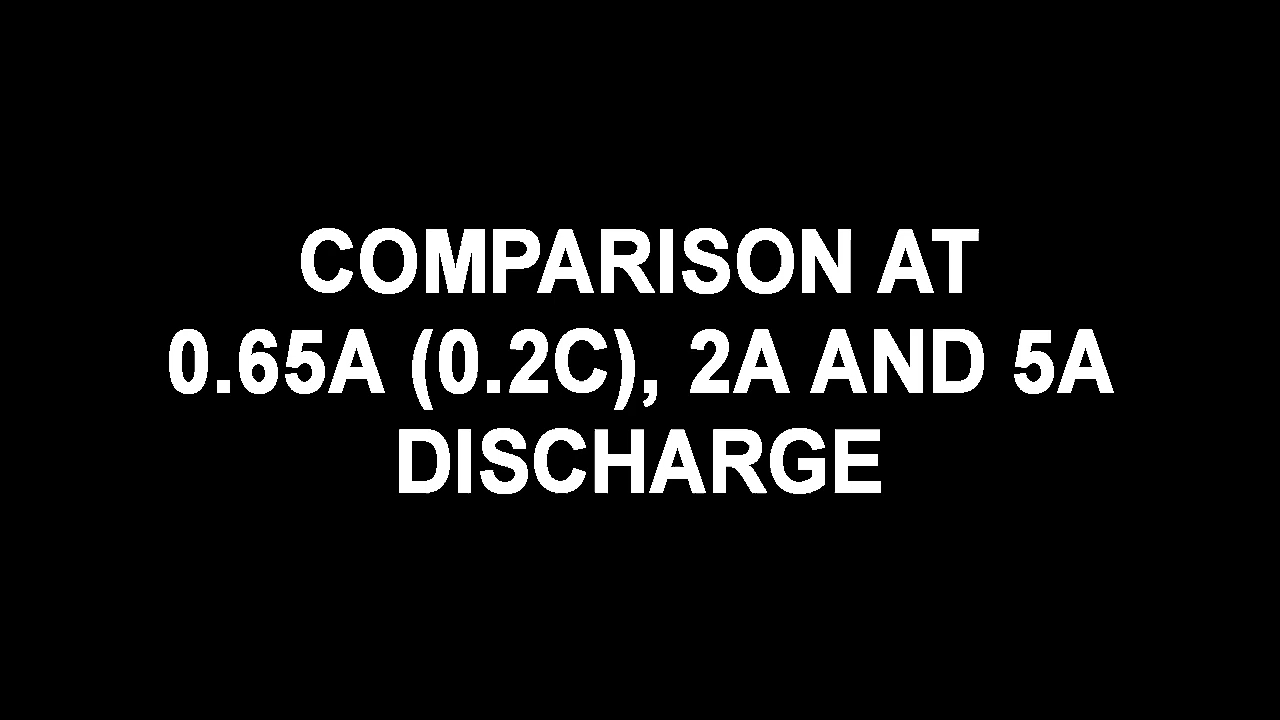 COMPARISON AT
0.65A (0.2C), 2A AND 5A
DISCHARGE